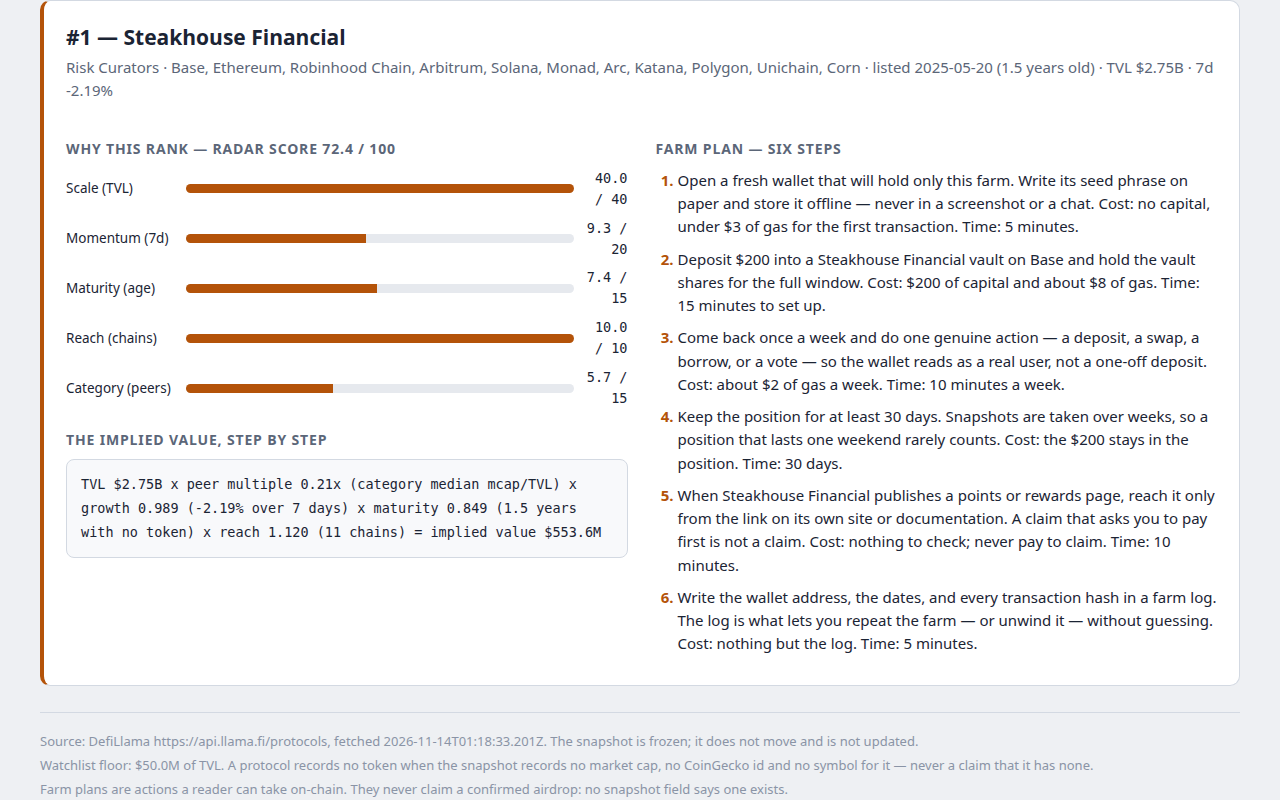 #1 — Steakhouse Financial
Risk Curators · Base, Ethereum, Robinhood Chain, Arbitrum, Solana, Monad, Arc, Katana, Polygon, Unichain, Corn · listed 2025-05-20 (1.5 years old) · TVL $2.75B · 7d
-2.19%
WHY THIS RANK — RADAR SCORE 72.4 / 100
Scale (TVL)
40.0
/ 40
Momentum (7d)
9.3 /
20
Maturity (age)
7.4 /
15
Reach (chains)
10.0
/ 10
Category (peers)
5.7 /
15
THE IMPLIED VALUE, STEP BY STEP
TVL $2.75B x peer multiple 0.21x (category median mcap/TVL) x
growth 0.989 (-2.19% over 7 days) x maturity 0.849 (1.5 years
with no token) x reach 1.120 (11 chains) = implied value $553.6M
FARM PLAN — SIX STEPS
1. Open a fresh wallet that will hold only this farm. Write its seed phrase on
paper and store it offline — never in a screenshot or a chat. Cost: no capital,
under $3 of gas for the first transaction. Time: 5 minutes.
2. Deposit $200 into a Steakhouse Financial vault on Base and hold the vault
shares for the full window. Cost: $200 of capital and about $8 of gas. Time:
15 minutes to set up.
3. Come back once a week and do one genuine action — a deposit, a swap, a
borrow, or a vote — so the wallet reads as a real user, not a one-off deposit.
Cost: about $2 of gas a week. Time: 10 minutes a week.
4. Keep the position for at least 30 days. Snapshots are taken over weeks, so a
position that lasts one weekend rarely counts. Cost: the $200 stays in the
position. Time: 30 days.
5. When Steakhouse Financial publishes a points or rewards page, reach it only
from the link on its own site or documentation. A claim that asks you to pay
first is not a claim. Cost: nothing to check; never pay to claim. Time: 10
minutes.
6. Write the wallet address, the dates, and every transaction hash in a farm log.
The log is what lets you repeat the farm — or unwind it — without guessing.
Cost: nothing but the log. Time: 5 minutes.
Source: DefiLlama https://api.llama.fi/protocols, fetched 2026-11-14T01:18:33.201Z. The snapshot is frozen; it does not move and is not updated.
Watchlist floor: $50.0M of TVL. A protocol records no token when the snapshot records no market cap, no CoinGecko id and no symbol for it — never a claim that it has none.
Farm plans are actions a reader can take on-chain. They never claim a confirmed airdrop: no snapshot field says one exists.